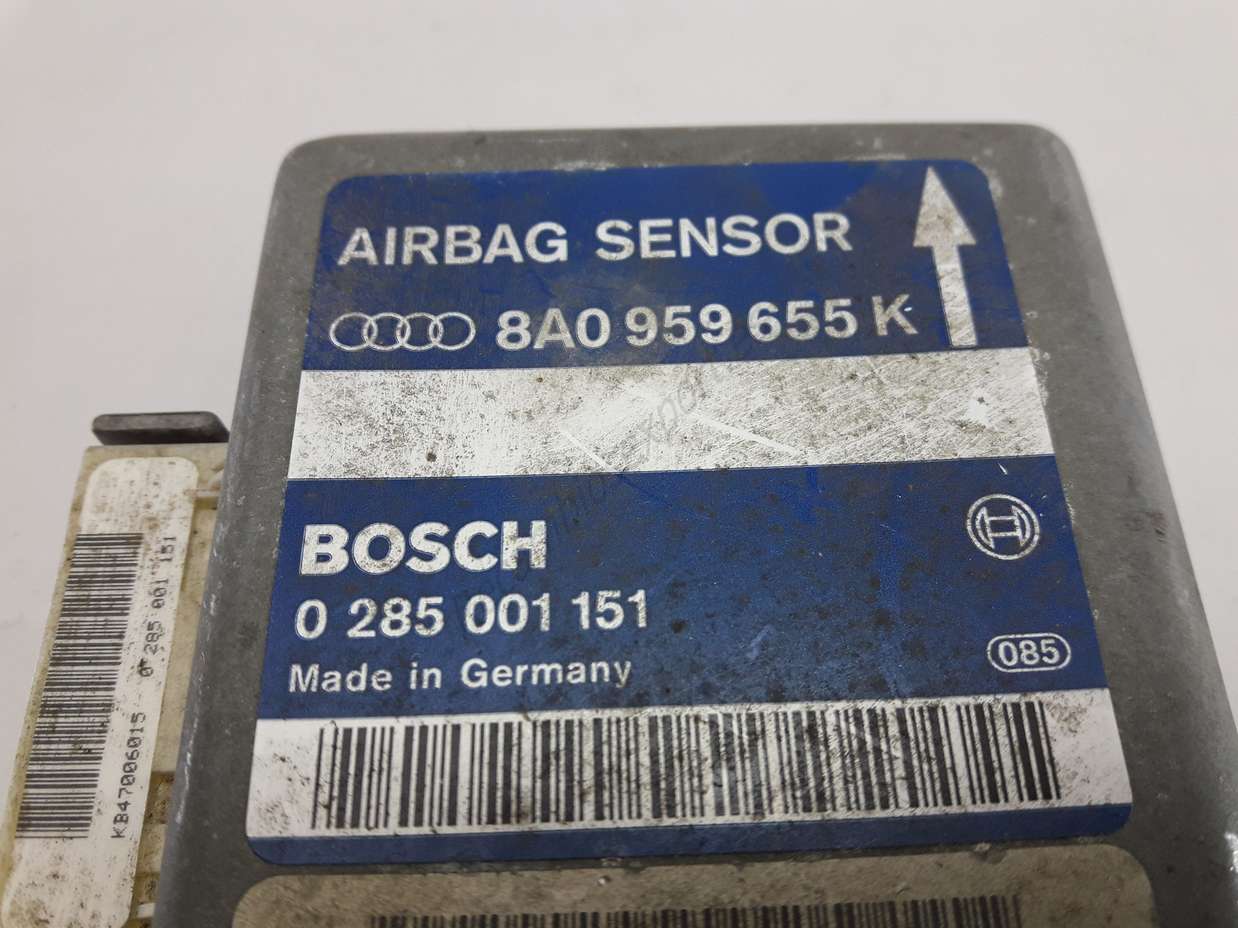 AIRBAG SENSOR
8A0 959 655 K
BOSCH
0 285 001 151
Made in Germany
085
0 285 001 151
KB47006015